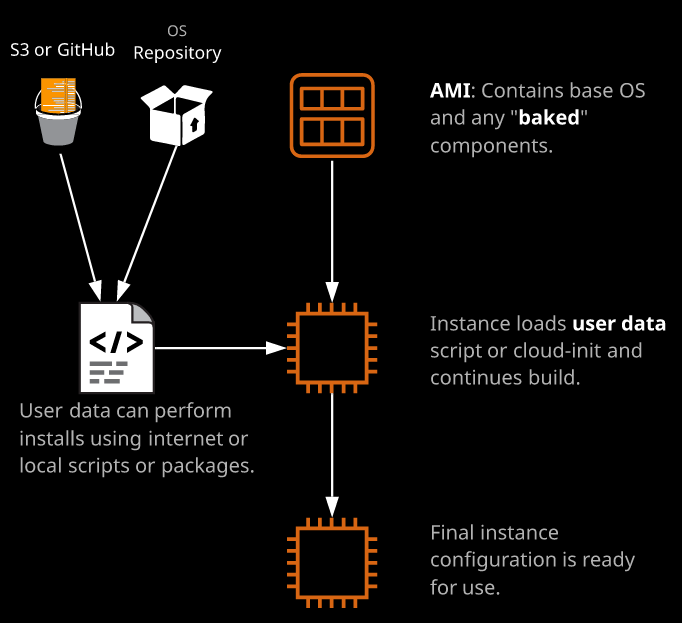 OS
S3 or GitHub
Repository
AMI: Contains base OS
and any "baked"
components.
</>
Instance loads user data
script or cloud-init and
continues build.
User data can perform
installs using internet or
local scripts or packages.
Final instance
configuration is ready
for use.